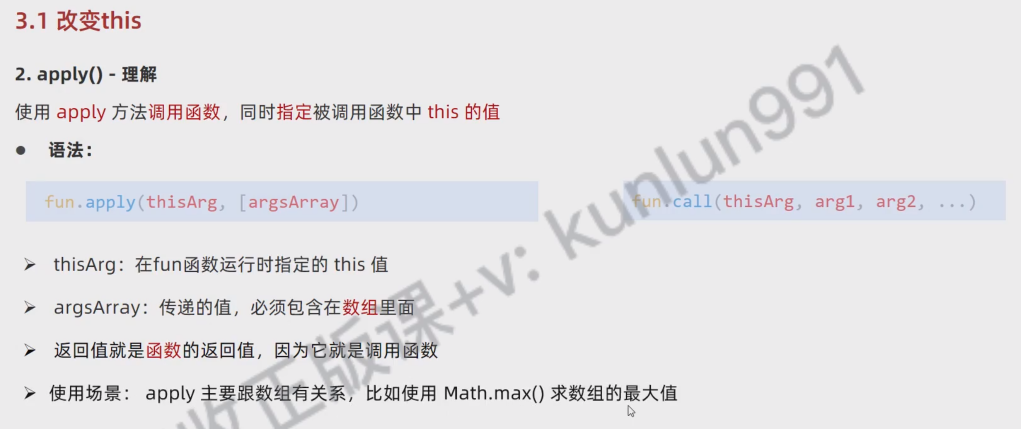 3.1 改变this
2. apply() - 理解
使用 apply 方法调用函数，同时指定被调用函数中 this 的值
● 语法：
fun.apply(thisArg, [argsArray])
fun.call(thisArg, arg1, arg2, ...)
➢ thisArg：在fun函数运行时指定的 this 值
➢ argsArray：传递的值，必须包含在数组里面
➢ 返回值就是函数的返回值，因为它就是调用函数
➢ 使用场景： apply 主要跟数组有关系，比如使用 Math.max() 求数组的最大值
收正版课+v: kunlun991